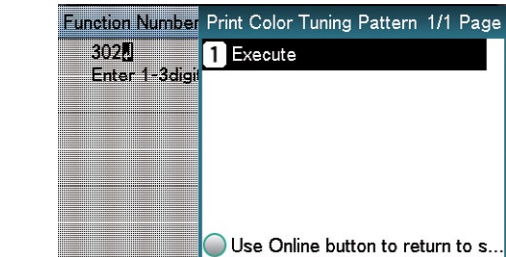 Function Number
302
Enter 1-3digi
Print Color Tuning Pattern 1/1 Page
1 Execute
Use Online button to return to s...